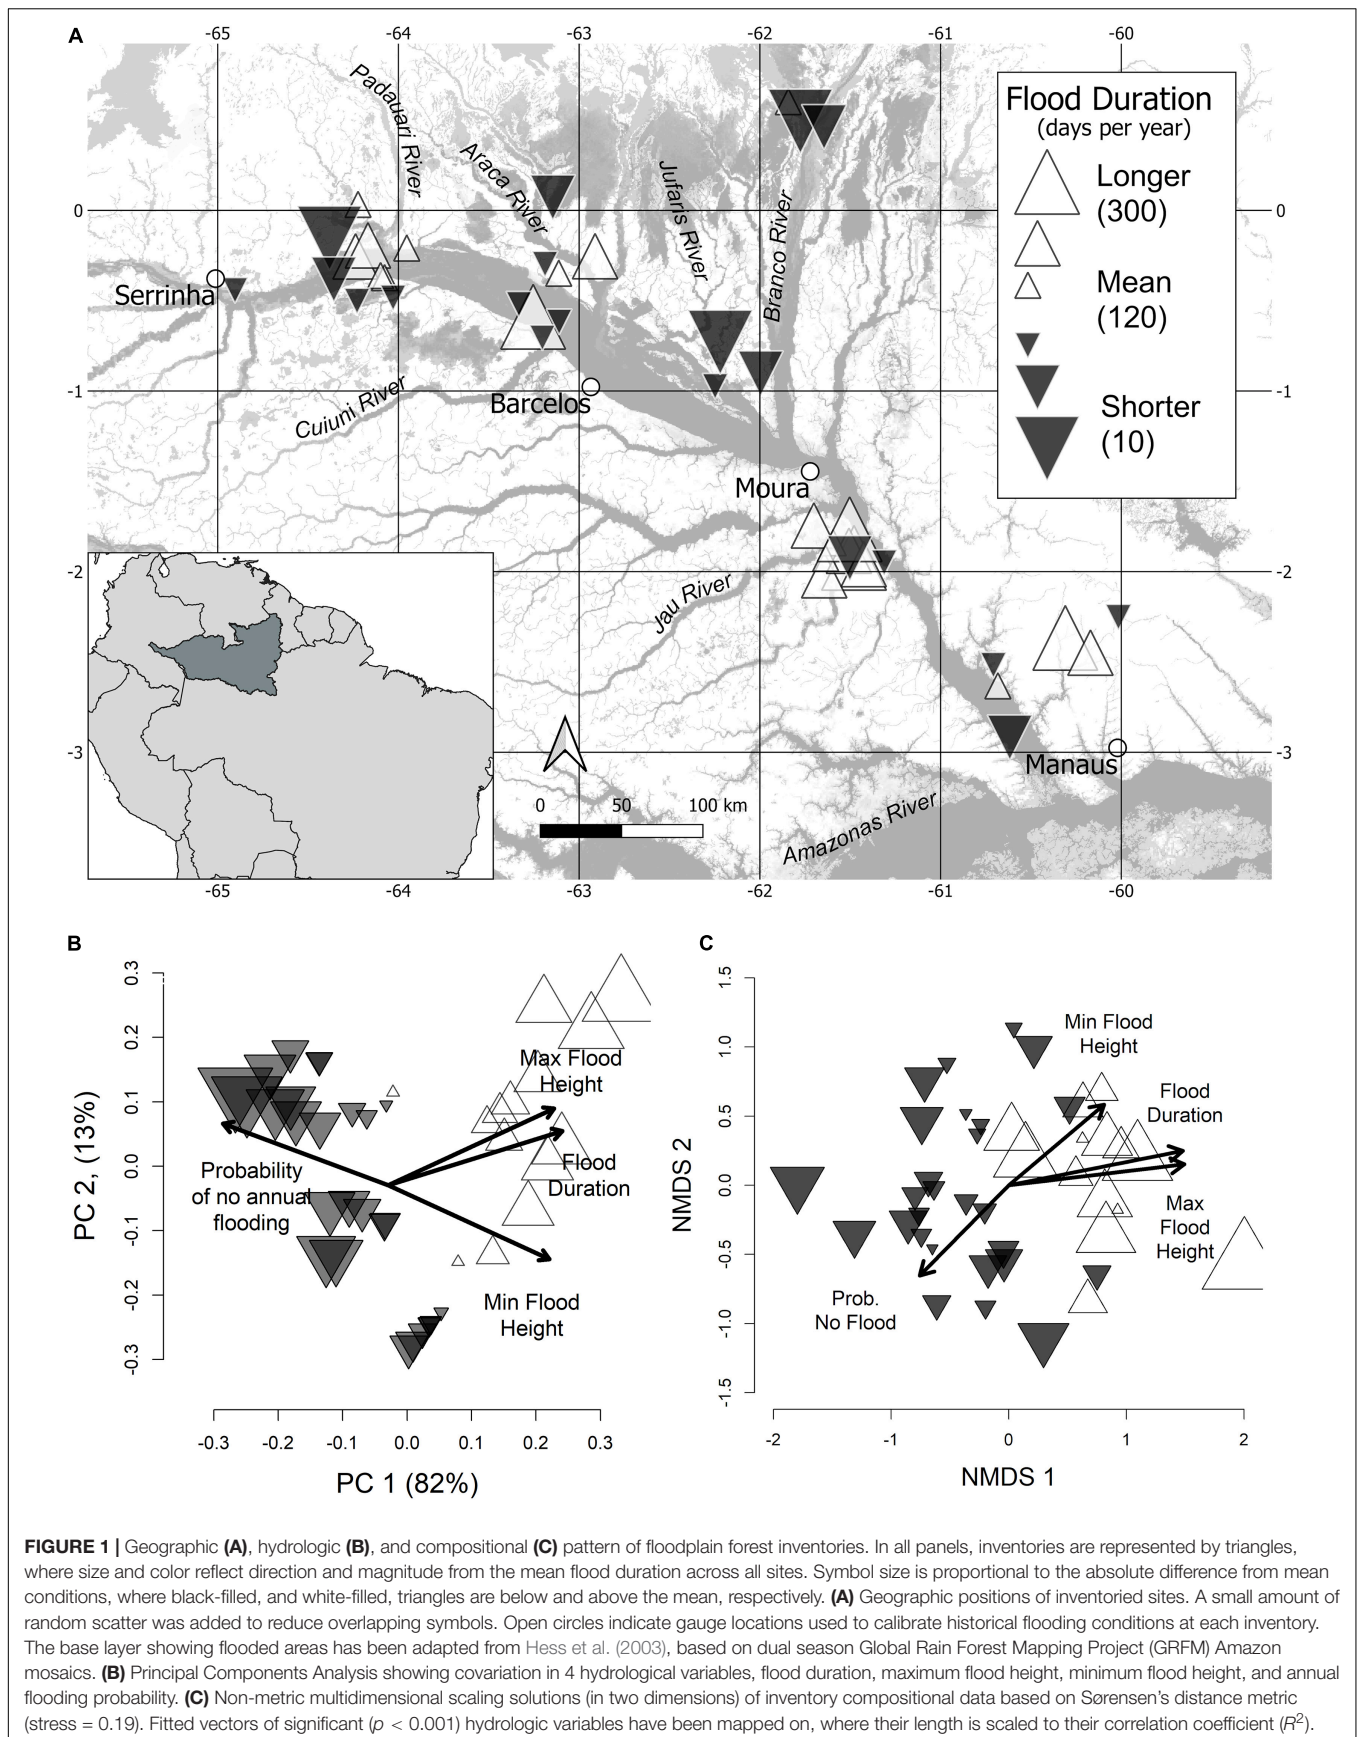 A
-65 -64 -63 -62 -61 -60
Flood Duration
(days per year)
Longer
(300)
Mean
(120)
Shorter
(10)
Padauari River
Araca River
Jufaris River
Branco River
0 0
Serrinha
-1 -1
Cuiuni River
Barcelos
Moura
-2 -2
Jau River
-3 -3
Manaus
0 50 100 km
Amazonas River
-65 -64 -63 -62 -61 -60
B
PC 2, (13%)
0.3
0.2
0.1
0.0
-0.1
-0.2
-0.3
Max Flood
Height
Flood
Duration
Probability
of no annual
flooding
Min Flood
Height
-0.3 -0.2 -0.1 0.0 0.1 0.2 0.3
PC 1 (82%)
C
NMDS 2
1.5
1.0
0.5
0.0
-0.5
-1.0
-1.5
Min Flood
Height
Flood
Duration
Max
Flood
Height
Prob.
No Flood
-2 -1 0 1 2
NMDS 1
FIGURE 1 | Geographic (A), hydrologic (B), and compositional (C) pattern of floodplain forest inventories. In all panels, inventories are represented by triangles,
where size and color reflect direction and magnitude from the mean flood duration across all sites. Symbol size is proportional to the absolute difference from mean
conditions, where black-filled, and white-filled, triangles are below and above the mean, respectively. (A) Geographic positions of inventoried sites. A small amount of
random scatter was added to reduce overlapping symbols. Open circles indicate gauge locations used to calibrate historical flooding conditions at each inventory.
The base layer showing flooded areas has been adapted from Hess et al. (2003), based on dual season Global Rain Forest Mapping Project (GRFM) Amazon
mosaics. (B) Principal Components Analysis showing covariation in 4 hydrological variables, flood duration, maximum flood height, minimum flood height, and annual
flooding probability. (C) Non-metric multidimensional scaling solutions (in two dimensions) of inventory compositional data based on Sørensen's distance metric
(stress = 0.19). Fitted vectors of significant (p < 0.001) hydrologic variables have been mapped on, where their length is scaled to their correlation coefficient (R²).